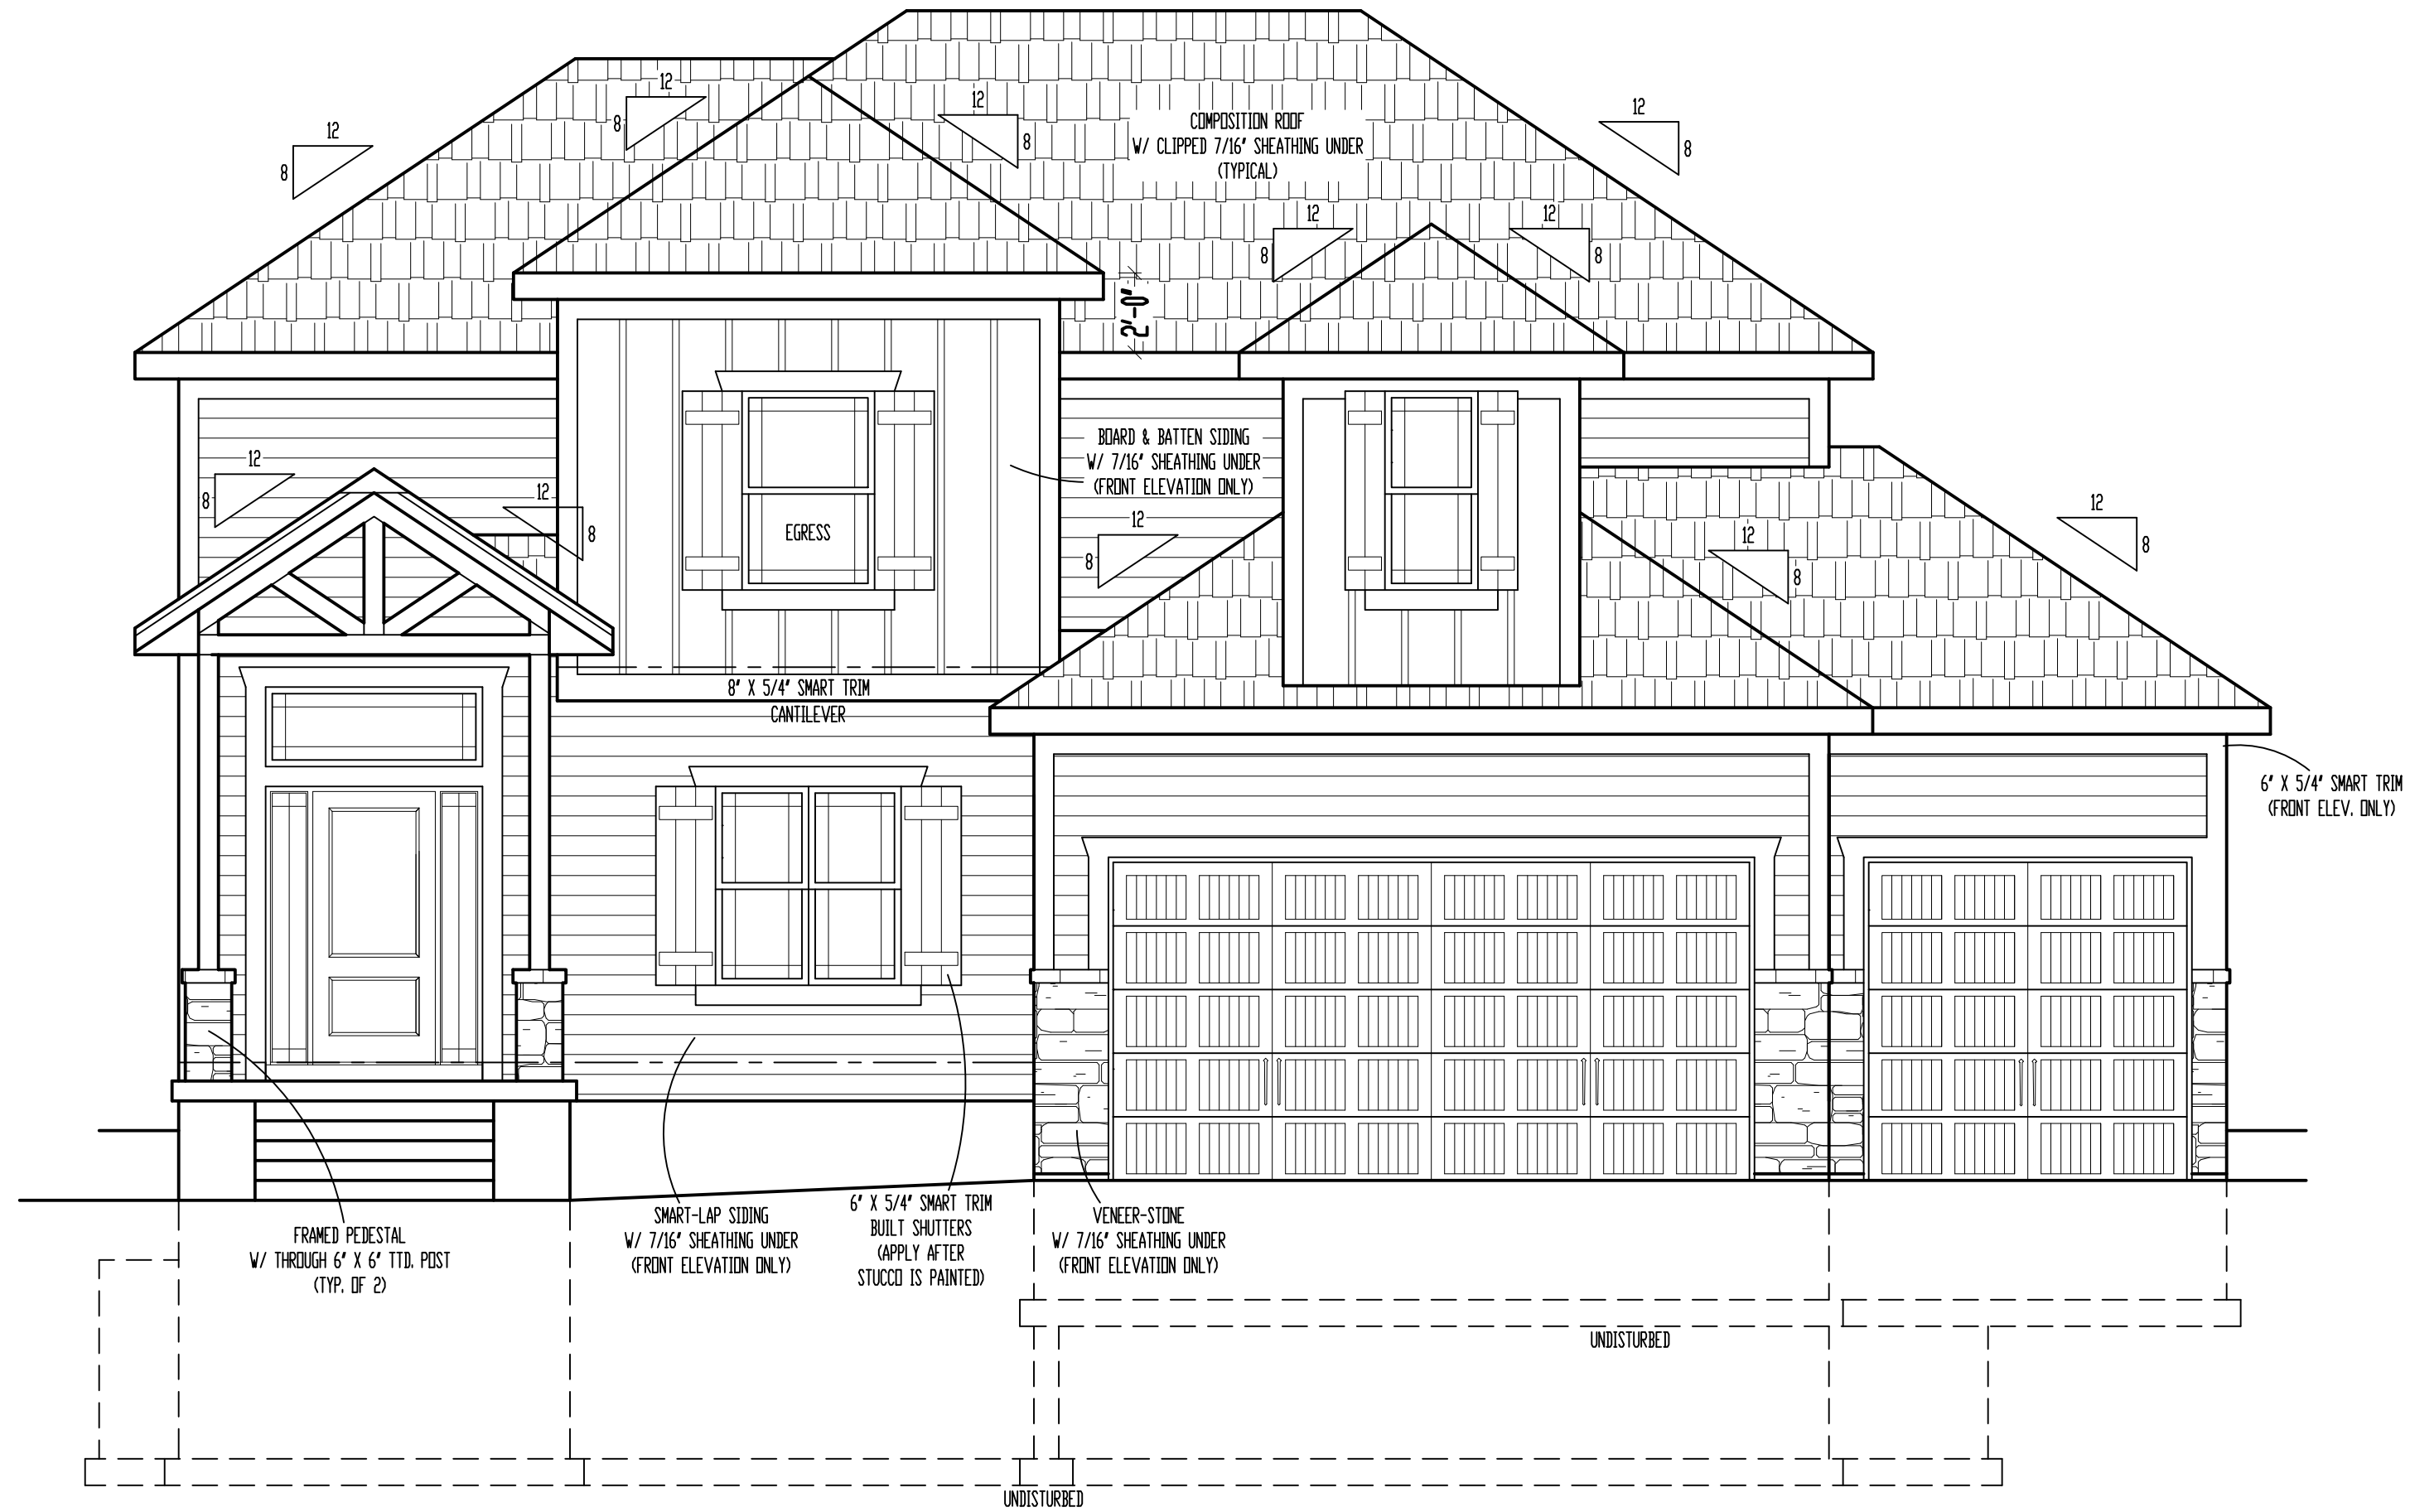 12
8
12
8
12
8
COMPOSITION ROOF
W/ CLIPPED 7/16" SHEATHING UNDER
(TYPICAL)
12
8
12
8
12
8
2'-0"
BOARD & BATTEN SIDING
W/ 7/16" SHEATHING UNDER
(FRONT ELEVATION ONLY)
12
8
12
8
EGRESS
12
8
12
8
12
8
8" X 5/4" SMART TRIM
CANTILEVER
6" X 5/4" SMART TRIM
(FRONT ELEV. ONLY)
FRAMED PEDESTAL
W/ THROUGH 6" X 6" TTD. POST
(TYP. OF 2)
SMART-LAP SIDING
W/ 7/16" SHEATHING UNDER
(FRONT ELEVATION ONLY)
6" X 5/4" SMART TRIM
BUILT SHUTTERS
(APPLY AFTER
STUCCO IS PAINTED)
VENEER-STONE
W/ 7/16" SHEATHING UNDER
(FRONT ELEVATION ONLY)
UNDISTURBED
UNDISTURBED